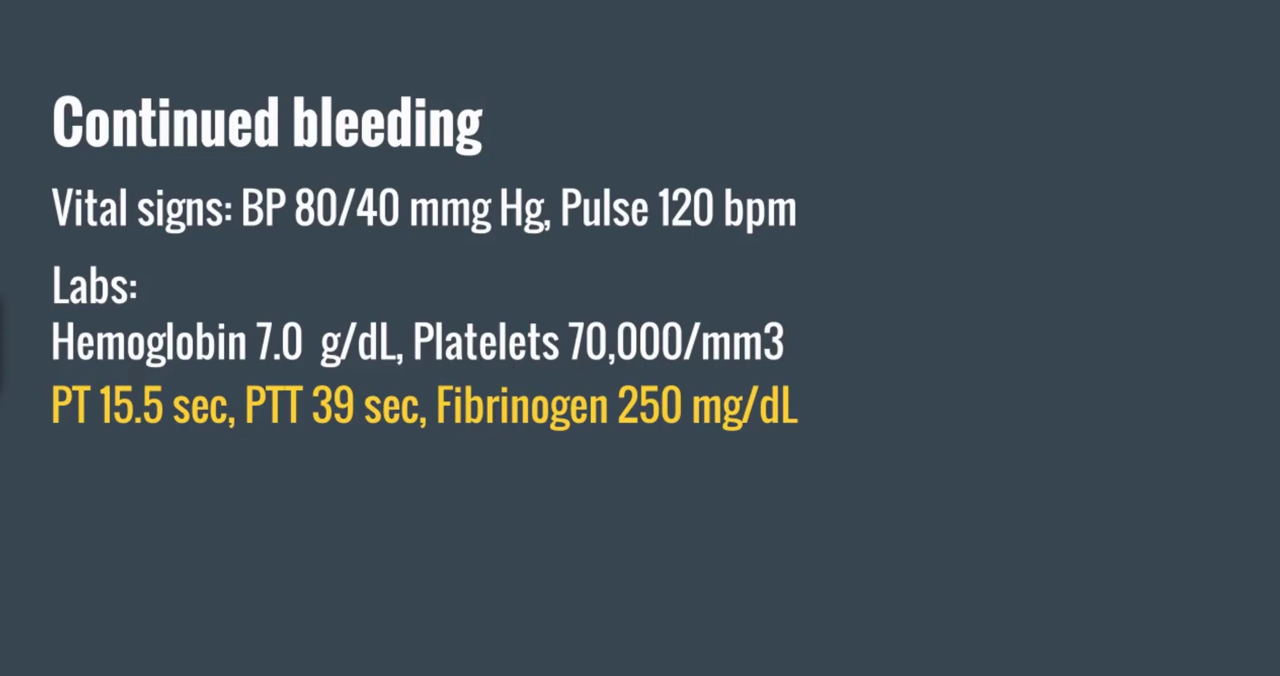 Continued bleeding
Vital signs: BP 80/40 mmg Hg, Pulse 120 bpm
Labs:
Hemoglobin 7.0 g/dL, Platelets 70,000/mm3
PT 15.5 sec, PTT 39 sec, Fibrinogen 250 mg/dL